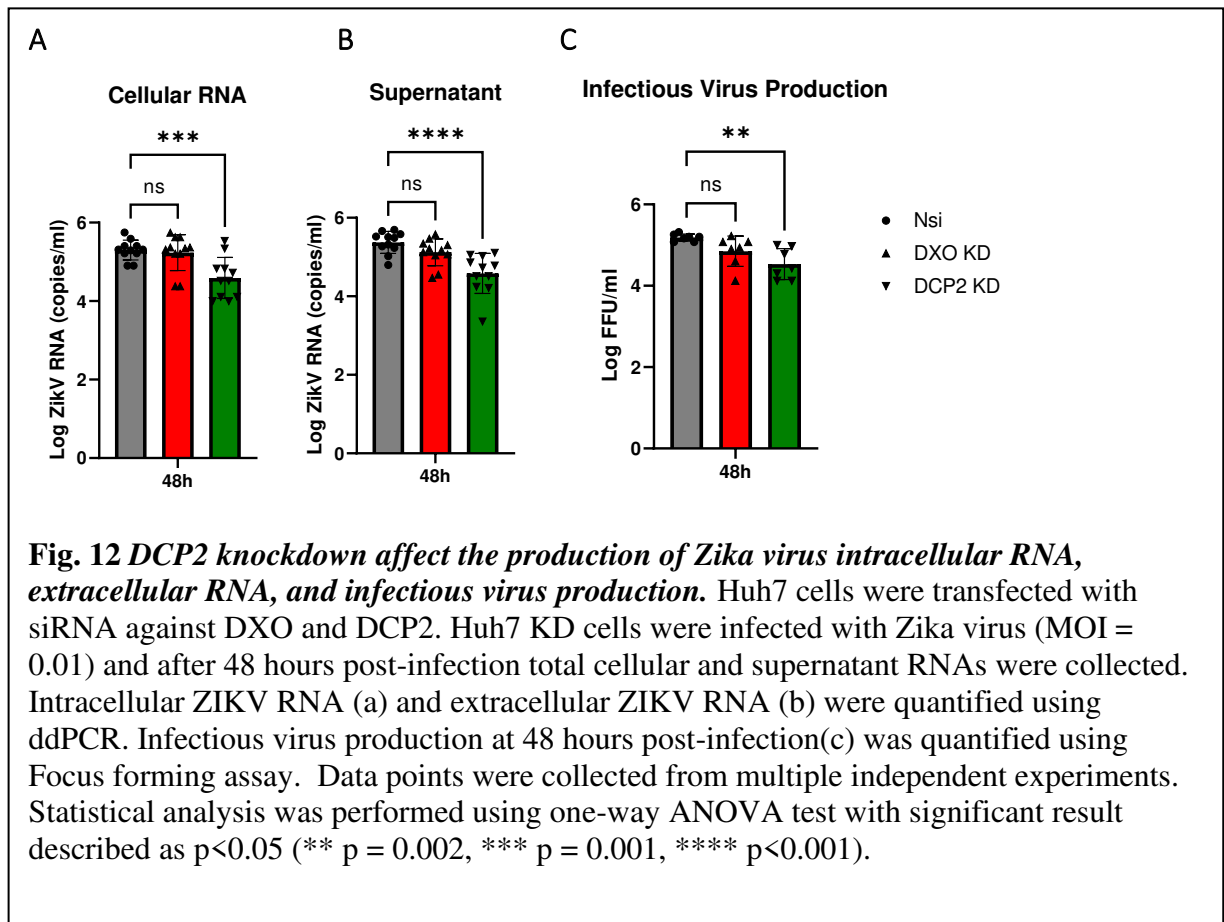 A B C
Cellular RNA Supernatant Infectious Virus Production
*** **** **
ns ns ns
Log ZikV RNA (copies/ml) 6 4 2 0 48h
Log ZikV RNA (copies/ml) 6 4 2 0 48h
Log FFU/ml 6 4 2 0 48h
Nsi
DXO KD
DCP2 KD
Fig. 12 DCP2 knockdown affect the production of Zika virus intracellular RNA,
extracellular RNA, and infectious virus production. Huh7 cells were transfected with
siRNA against DXO and DCP2. Huh7 KD cells were infected with Zika virus (MOI =
0.01) and after 48 hours post-infection total cellular and supernatant RNAs were collected.
Intracellular ZIKV RNA (a) and extracellular ZIKV RNA (b) were quantified using
ddPCR. Infectious virus production at 48 hours post-infection(c) was quantified using
Focus forming assay.  Data points were collected from multiple independent experiments.
Statistical analysis was performed using one-way ANOVA test with significant result
described as p<0.05 (** p = 0.002, *** p = 0.001, **** p<0.001).